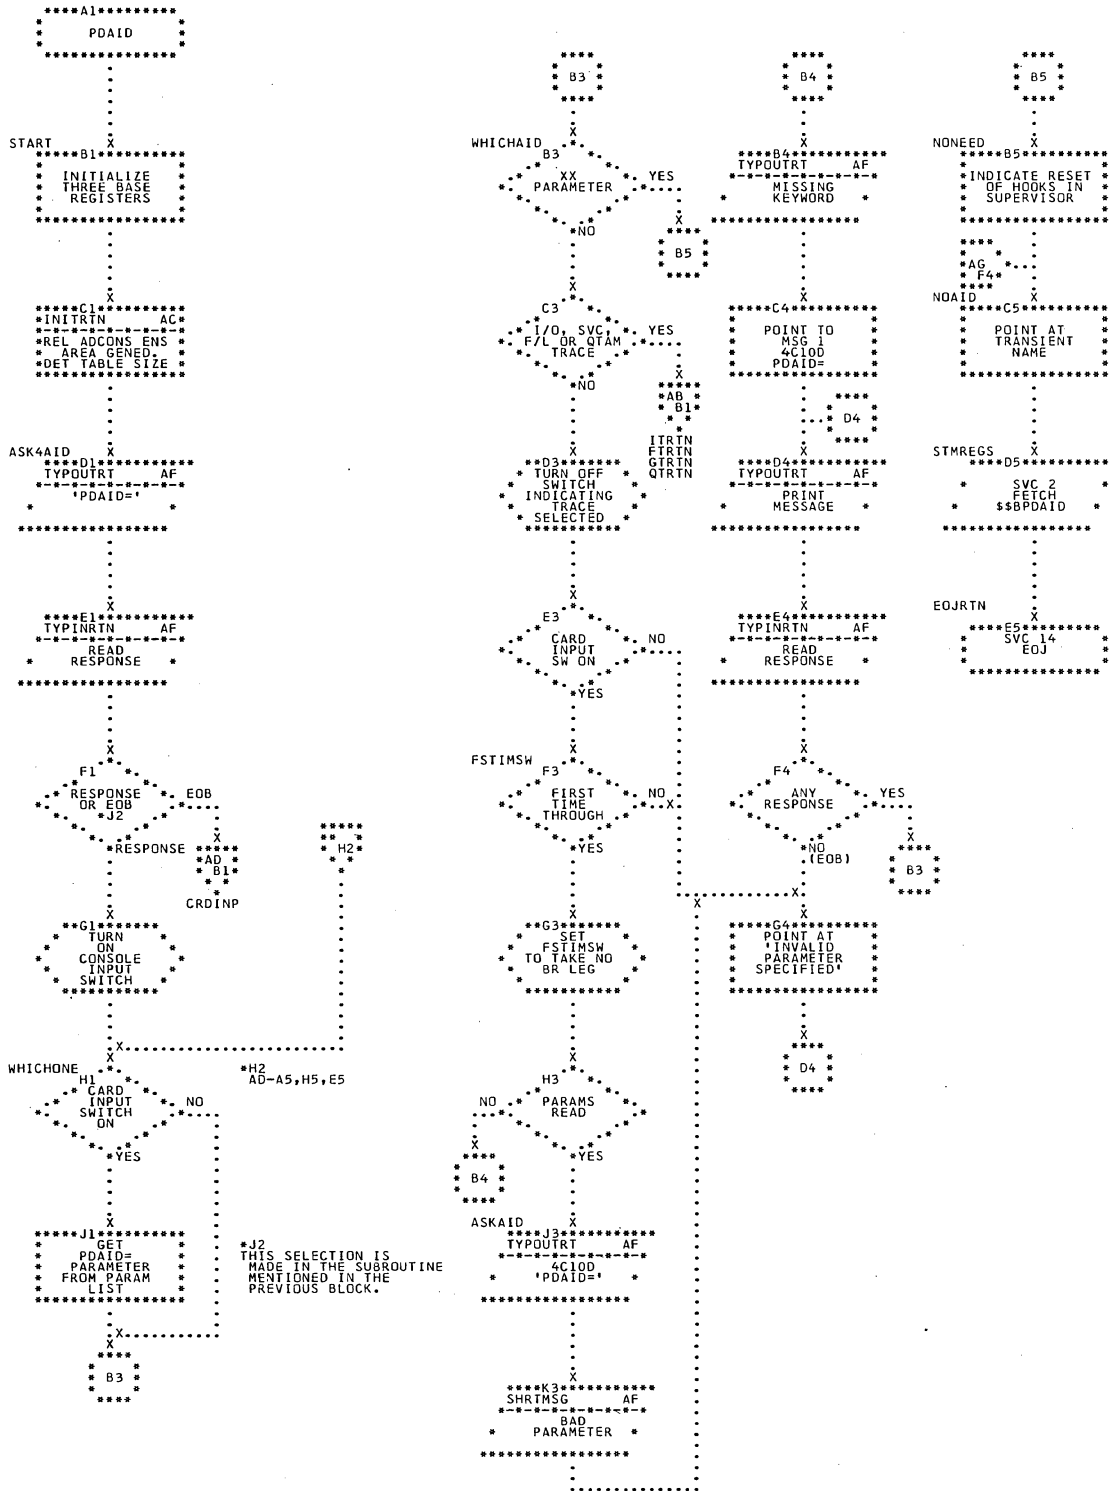 A1
PDAID
START
B1
INITIALIZE
THREE BASE
REGISTERS
C1
INITRTN AC
REL ADCONS ENS
AREA GENED.
DET TABLE SIZE
ASK4AID
D1
TYPOUTRT AF
'PDAID='
E1
TYPINRTN AF
READ
RESPONSE
F1
RESPONSE
OR EOB
*J2
EOB
RESPONSE
AD
B1
CRDINP
H2
G1
TURN
ON
CONSOLE
INPUT
SWITCH
WHICHONE
H1
CARD
INPUT
SWITCH
ON
NO
YES
*H2
AD-A5,H5,E5
J1
GET
PDAID=
PARAMETER
FROM PARAM
LIST
*J2
THIS SELECTION IS
MADE IN THE SUBROUTINE
MENTIONED IN THE
PREVIOUS BLOCK.
B3
B3
WHICHAID
B3
XX
PARAMETER
YES
NO
B5
C3
I/O, SVC,
F/L OR QTAM
TRACE
YES
NO
AB
B1
ITRTN
FTRTN
GTRTN
QTRTN
D3
TURN OFF
SWITCH
INDICATING
TRACE
SELECTED
E3
CARD
INPUT
SW ON
NO
YES
FSTIMSW
F3
FIRST
TIME
THROUGH
NO
YES
G3
SET
FSTIMSW
TO TAKE NO
BR LEG
H3
PARAMS
READ
NO
YES
B4
ASKAID
J3
TYPOUTRT AF
4C10D
'PDAID='
K3
SHRTMSG AF
BAD
PARAMETER
B4
B4
TYPOUTRT AF
MISSING
KEYWORD
C4
POINT TO
MSG 1
4C10D
PDAID=
D4
D4
TYPOUTRT AF
PRINT
MESSAGE
E4
TYPINRTN AF
READ
RESPONSE
F4
ANY
RESPONSE
YES
NO
(EOB)
B3
G4
POINT AT
'INVALID
PARAMETER
SPECIFIED'
D4
B5
NONEED
B5
INDICATE RESET
OF HOOKS IN
SUPERVISOR
AG
F4
NOAID
C5
POINT AT
TRANSIENT
NAME
STMREGS
D5
SVC 2
FETCH
$$BPDAID
EOJRTN
E5
SVC 14
EOJ